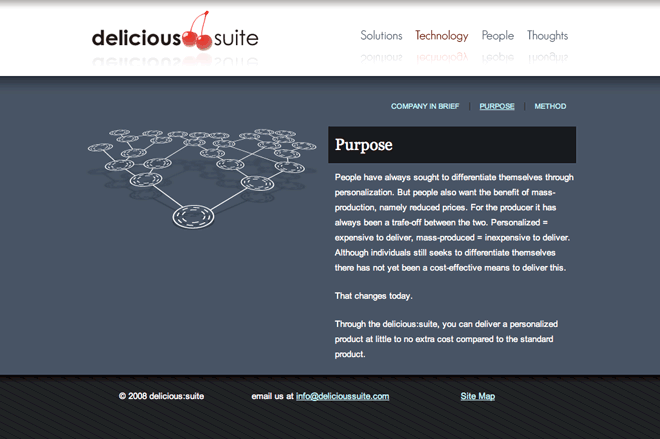 delicious suite
Solutions Technology People Thoughts
COMPANY IN BRIEF | PURPOSE | METHOD
Purpose
People have always sought to differentiate themselves through
personalization. But people also want the benefit of mass-
production, namely reduced prices. For the producer it has
always been a trafe-off between the two. Personalized =
expensive to deliver, mass-produced = inexpensive to deliver.
Although individuals still seeks to differentiate themselves
there has not yet been a cost-effective means to deliver this.
That changes today.
Through the delicious:suite, you can deliver a personalized
product at little to no extra cost compared to the standard
product.
© 2008 delicious:suite email us at info@delicioussuite.com Site Map